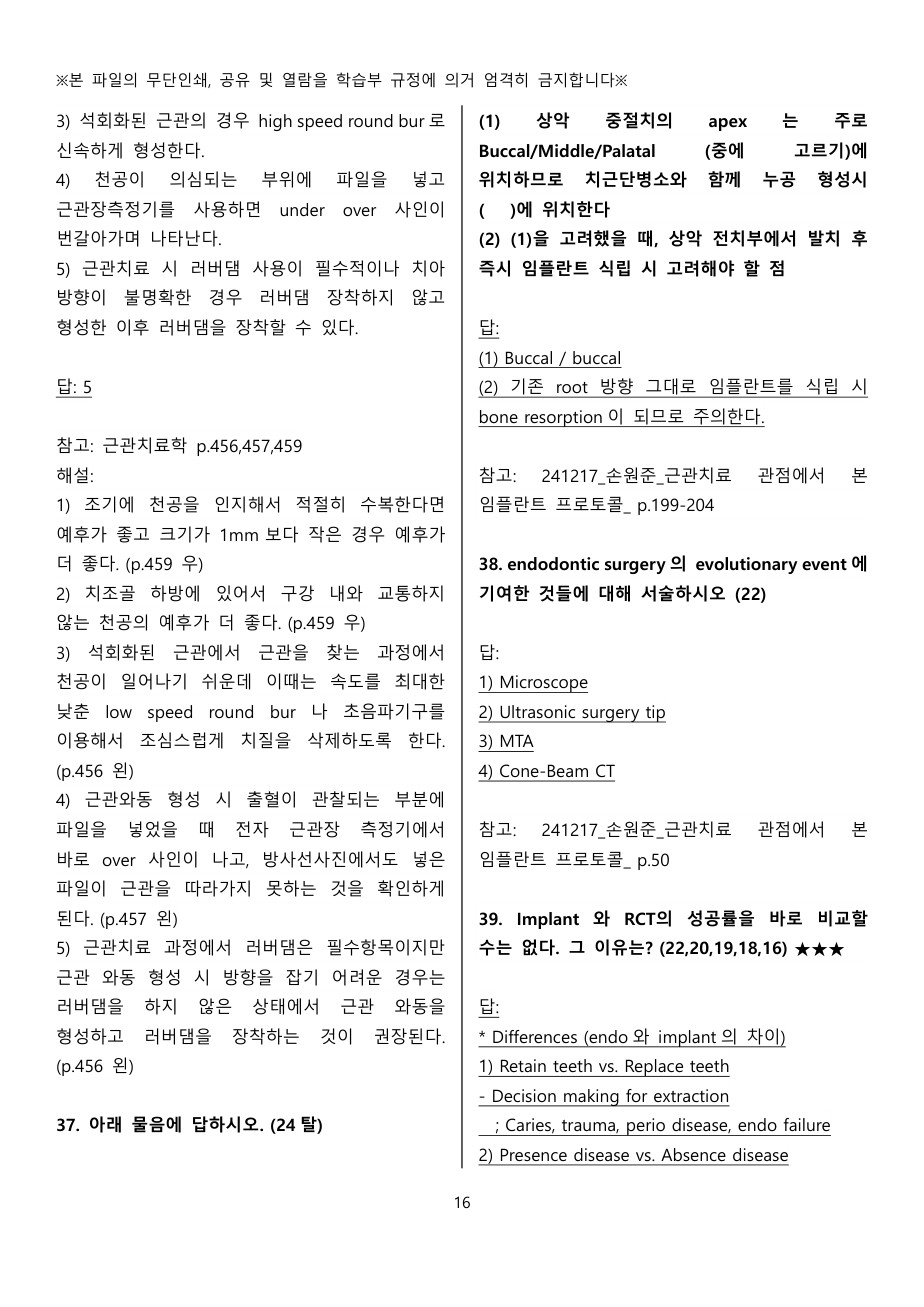 ※본 파일의 무단인쇄, 공유 및 열람을 학습부 규정에 의거 엄격히 금지합니다※
3) 석회화된 근관의 경우 high speed round bur 로
신속하게 형성한다.
4) 천공이 의심되는 부위에 파일을 넣고
근관장측정기를 사용하면 under over 사인이
번갈아가며 나타난다.
5) 근관치료 시 러버댐 사용이 필수적이나 치아
방향이 불명확한 경우 러버댐 장착하지 않고
형성한 이후 러버댐을 장착할 수 있다.
답: 5
참고: 근관치료학 p.456,457,459
해설:
1) 조기에 천공을 인지해서 적절히 수복한다면
예후가 좋고 크기가 1mm 보다 작은 경우 예후가
더 좋다. (p.459 우)
2) 치조골 하방에 있어서 구강 내와 교통하지
않는 천공의 예후가 더 좋다. (p.459 우)
3) 석회화된 근관에서 근관을 찾는 과정에서
천공이 일어나기 쉬운데 이때는 속도를 최대한
낮춘 low speed round bur 나 초음파기구를
이용해서 조심스럽게 치질을 삭제하도록 한다.
(p.456 왼)
4) 근관와동 형성 시 출혈이 관찰되는 부분에
파일을 넣었을 때 전자 근관장 측정기에서
바로 over 사인이 나고, 방사선사진에서도 넣은
파일이 근관을 따라가지 못하는 것을 확인하게
된다. (p.457 왼)
5) 근관치료 과정에서 러버댐은 필수항목이지만
근관 와동 형성 시 방향을 잡기 어려운 경우는
러버댐을 하지 않은 상태에서 근관 와동을
형성하고 러버댐을 장착하는 것이 권장된다.
(p.456 왼)
37. 아래 물음에 답하시오. (24 탈)
(1) 상악 중절치의 apex 는 주로
Buccal/Middle/Palatal (중에 고르기)에
위치하므로 치근단병소와 함께 누공 형성시
( )에 위치한다
(2) (1)을 고려했을 때, 상악 전치부에서 발치 후
즉시 임플란트 식립 시 고려해야 할 점
답:
(1) Buccal / buccal
(2) 기존 root 방향 그대로 임플란트를 식립 시
bone resorption 이 되므로 주의한다.
참고: 241217_손원준_근관치료 관점에서 본
임플란트 프로토콜_ p.199-204
38. endodontic surgery 의 evolutionary event 에
기여한 것들에 대해 서술하시오 (22)
답:
1) Microscope
2) Ultrasonic surgery tip
3) MTA
4) Cone-Beam CT
참고: 241217_손원준_근관치료 관점에서 본
임플란트 프로토콜_ p.50
39. Implant 와 RCT의 성공률을 바로 비교할
수는 없다. 그 이유는? (22,20,19,18,16) ★★★
답:
* Differences (endo 와 implant 의 차이)
1) Retain teeth vs. Replace teeth
- Decision making for extraction
; Caries, trauma, perio disease, endo failure
2) Presence disease vs. Absence disease
16